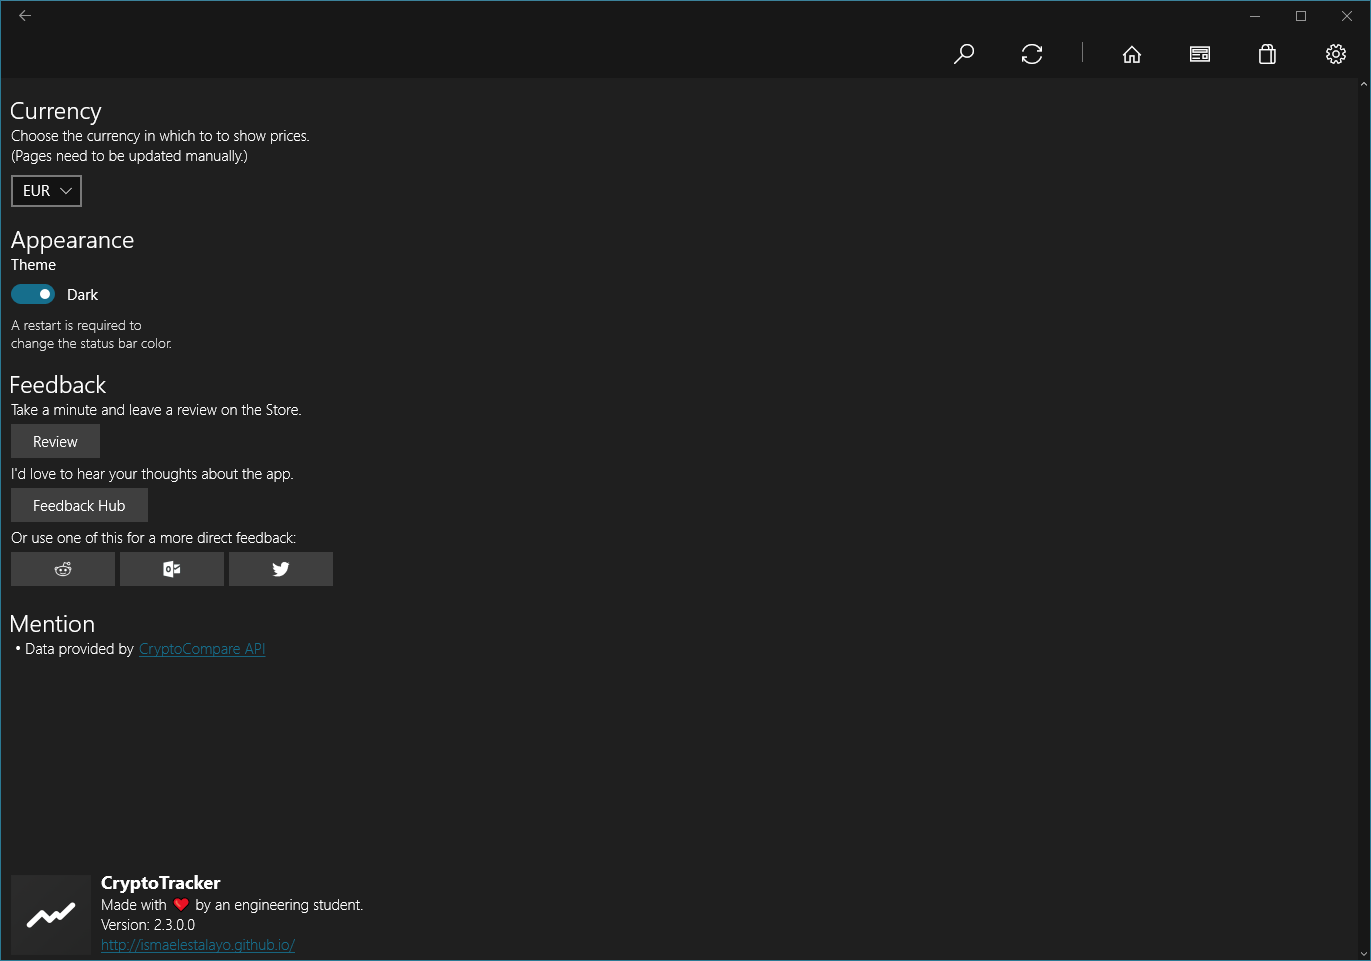 Currency
Choose the currency in which to to show prices.
(Pages need to be updated manually.)
EUR
Appearance
Theme
Dark
A restart is required to
change the status bar color.
Feedback
Take a minute and leave a review on the Store.
Review
I'd love to hear your thoughts about the app.
Feedback Hub
Or use one of this for a more direct feedback:
Mention
• Data provided by CryptoCompare API
CryptoTracker
Made with ❤ by an engineering student.
Version: 2.3.0.0
http://ismaelestalayo.github.io/